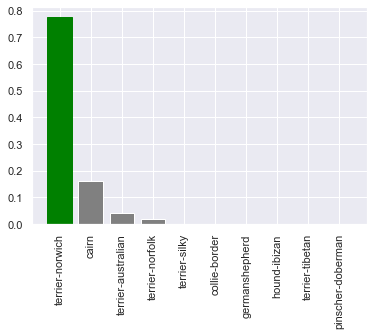 0.8
0.7
0.6
0.5
0.4
0.3
0.2
0.1
0.0
terrier-norwich
cairn
terrier-australian
terrier-norfolk
terrier-silky
collie-border
germanshepherd
hound-ibizan
terrier-tibetan
pinscher-doberman